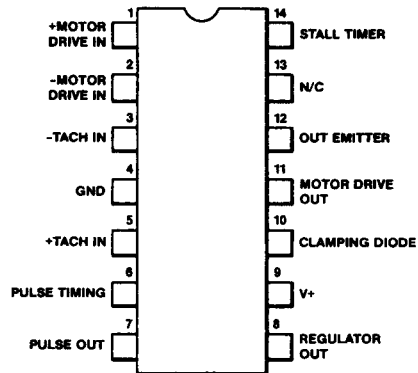 1
+MOTOR
DRIVE IN
14
STALL TIMER
2
–MOTOR
DRIVE IN
13
N/C
3
–TACH IN
12
OUT EMITTER
4
GND
11
MOTOR DRIVE
OUT
5
+TACH IN
10
CLAMPING DIODE
6
PULSE TIMING
9
V+
7
PULSE OUT
8
REGULATOR
OUT